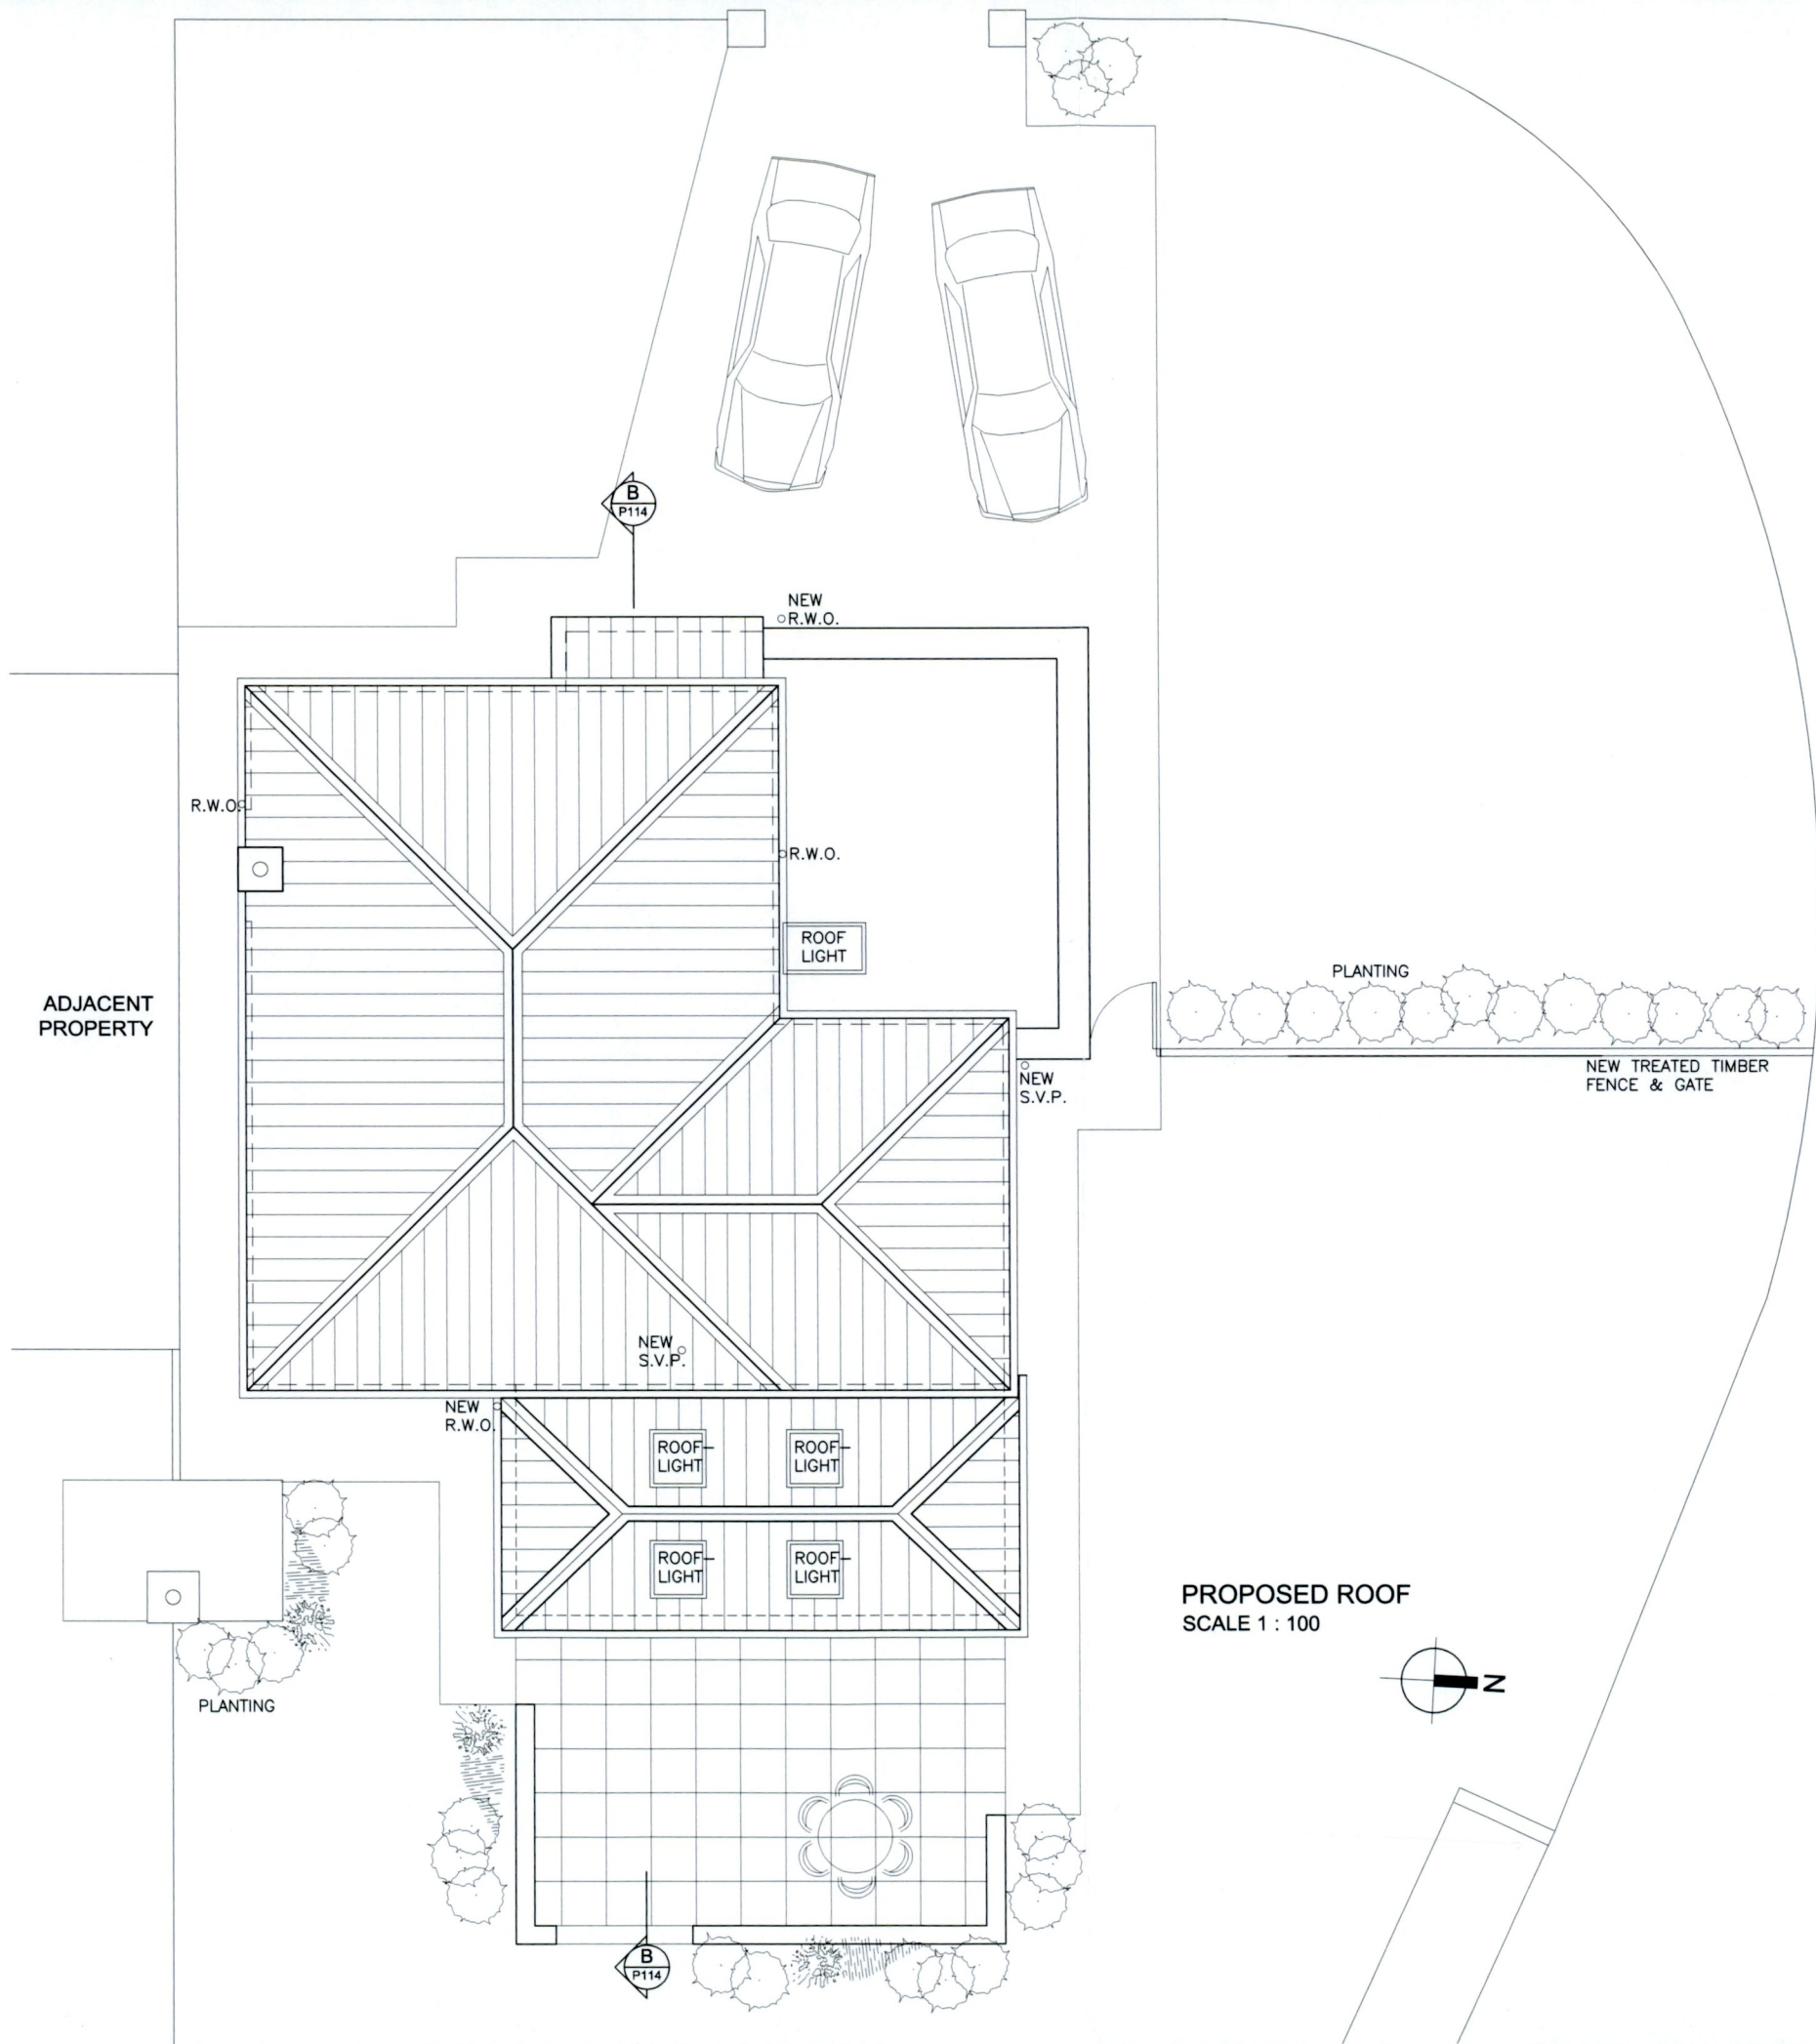 B
P114
NEW
R.W.O.
R.W.O.
R.W.O.
ROOF
LIGHT
ADJACENT
PROPERTY
PLANTING
NEW TREATED TIMBER
FENCE & GATE
NEW
S.V.P.
NEW
S.V.P.
NEW
R.W.O.
ROOF
LIGHT
ROOF
LIGHT
ROOF
LIGHT
ROOF
LIGHT
PROPOSED ROOF
SCALE 1 : 100
N
PLANTING
B
P114